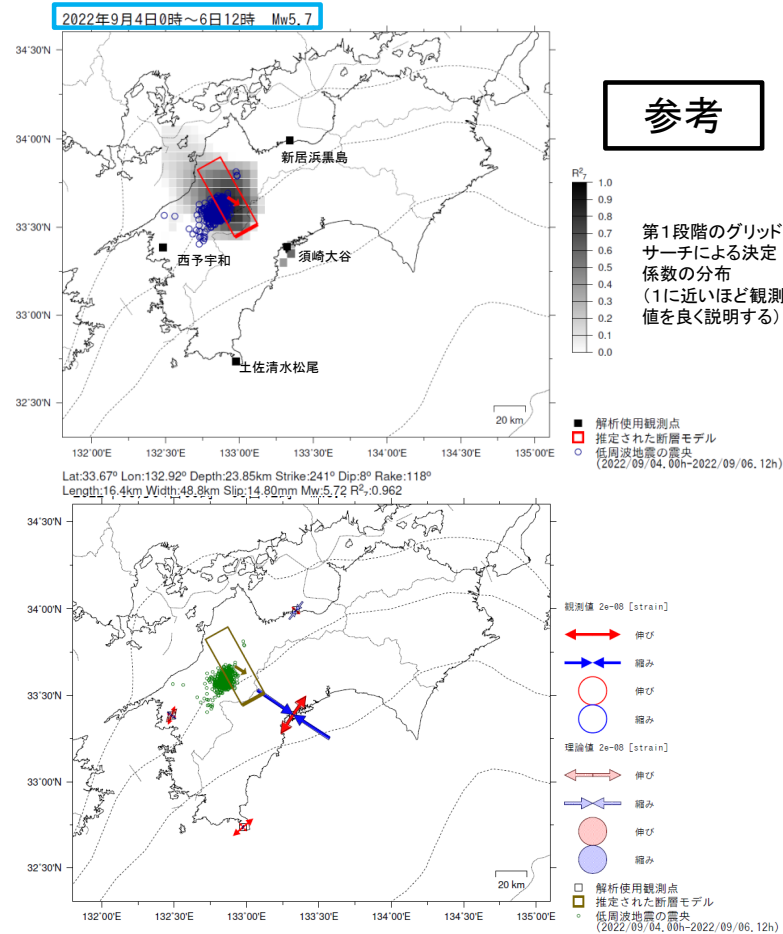 2022年9月4日0時～6日12時 Mw5.7
参考
34˚30'N
34˚00'N
33˚30'N
33˚00'N
32˚30'N
新居浜黒島
西予宇和
須崎大谷
土佐清水松尾
20 km
132˚00'E 132˚30'E 133˚00'E 133˚30'E 134˚00'E 134˚30'E 135˚00'E
R²₇
1.0
0.9
0.8
0.7
0.6
0.5
0.4
0.3
0.2
0.1
0.0
第１段階のグリッド
サーチによる決定
係数の分布
（１に近いほど観測
値を良く説明する）
解析使用観測点
推定された断層モデル
低周波地震の震央
(2022/09/04.00h-2022/09/06.12h)
Lat:33.67º Lon:132.92º Depth:23.85km Strike:241º Dip:8º Rake:118º
Length:16.4km Width:48.8km Slip:14.80mm Mw:5.72 R²₇:0.962
34˚30'N
34˚00'N
33˚30'N
33˚00'N
32˚30'N
20 km
132˚00'E 132˚30'E 133˚00'E 133˚30'E 134˚00'E 134˚30'E 135˚00'E
観測値 2e-08 [strain]
伸び
縮み
伸び
縮み
理論値 2e-08 [strain]
伸び
縮み
伸び
縮み
解析使用観測点
推定された断層モデル
低周波地震の震央
(2022/09/04.00h-2022/09/06.12h)